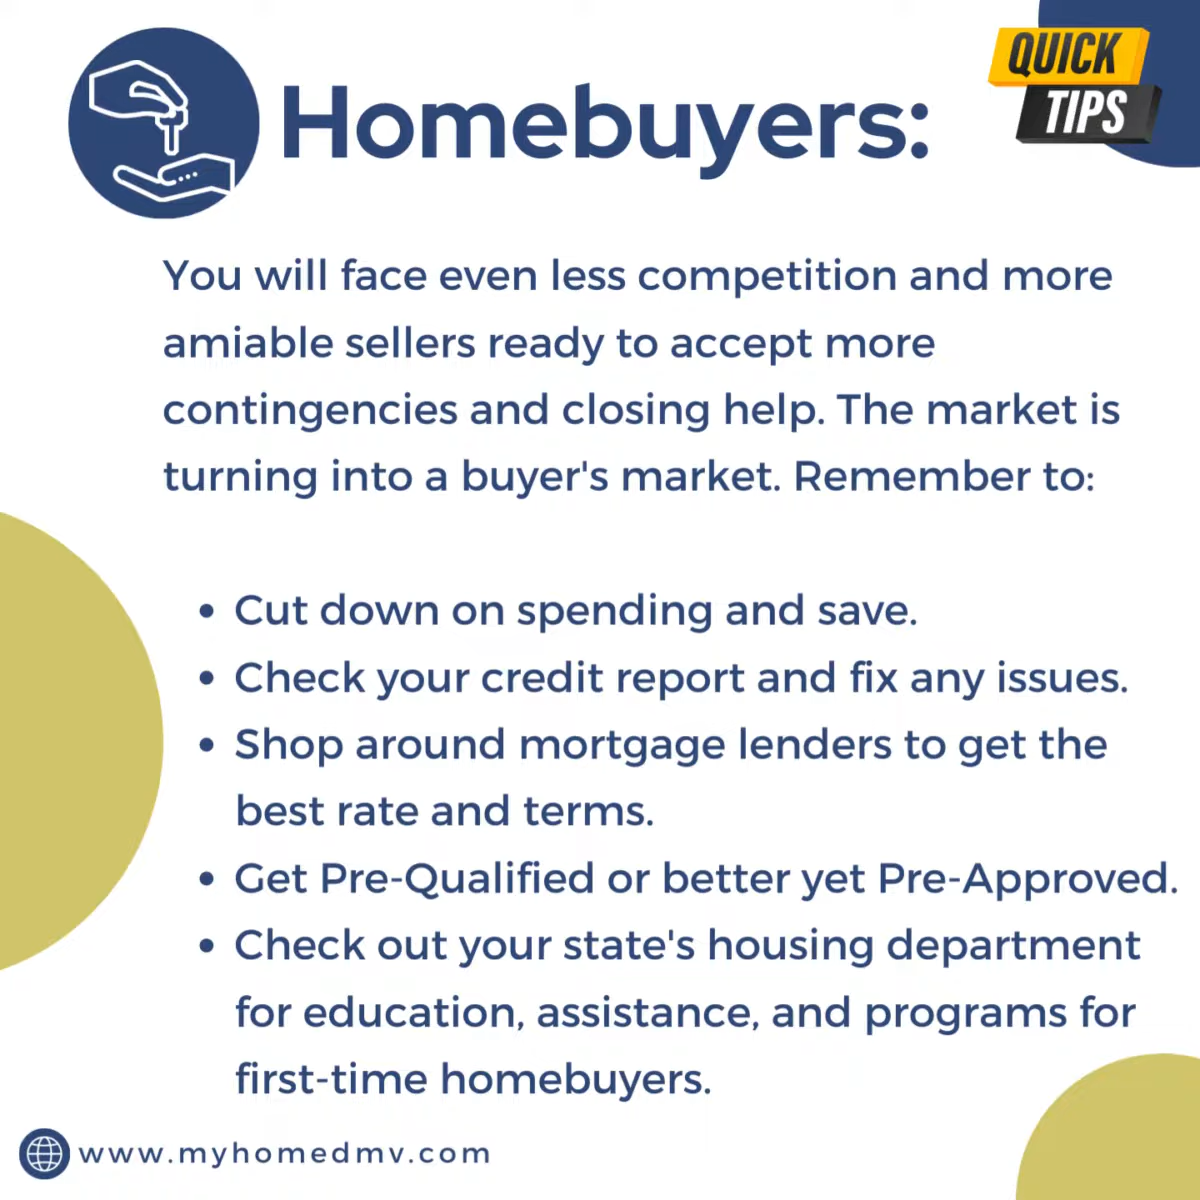 QUICK
TIPS
Homebuyers:
You will face even less competition and more
amiable sellers ready to accept more
contingencies and closing help. The market is
turning into a buyer's market. Remember to:
• Cut down on spending and save.
• Check your credit report and fix any issues.
• Shop around mortgage lenders to get the
best rate and terms.
• Get Pre-Qualified or better yet Pre-Approved.
• Check out your state's housing department
for education, assistance, and programs for
first-time homebuyers.
www.myhomedmv.com